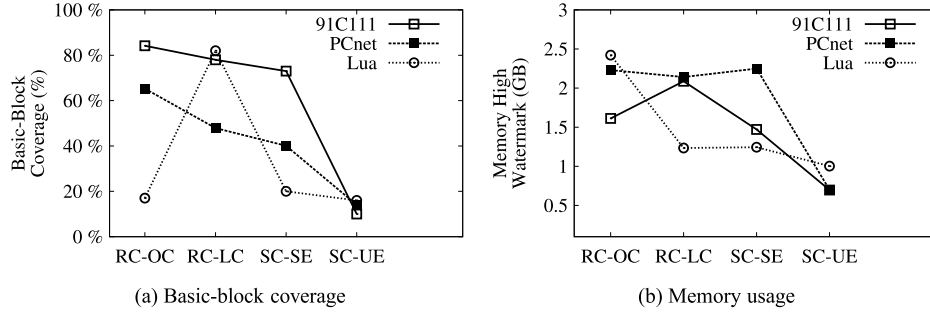 100 %
80 %
60 %
40 %
20 %
0 %
Basic-Block
Coverage (%)
91C111
PCnet
Lua
RC-OC RC-LC SC-SE SC-UE
(a) Basic-block coverage
3
2.5
2
1.5
1
0.5
Memory High
Watermark (GB)
91C111
PCnet
Lua
RC-OC RC-LC SC-SE SC-UE
(b) Memory usage